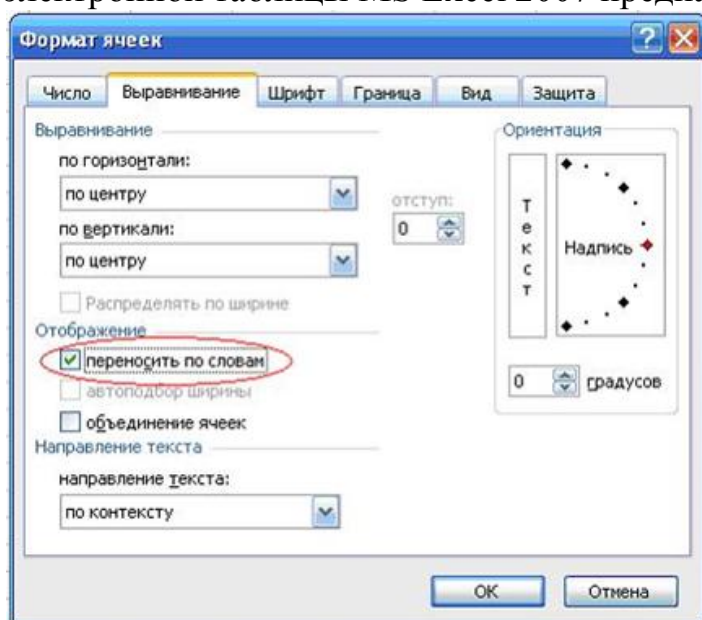 электронной таблицы MS Excel 2007
Формат ячеек
Число Выравнивание Шрифт Граница Вид Защита
Выравнивание
по горизонтали:
по центру
отступ:
0
по вертикали:
по центру
Распределять по ширине
Отображение
переносить по словам
автоподбор ширины
объединение ячеек
Направление текста
направление текста:
по контексту
Ориентация
Текст
Надпись
0 градусов
ОК Отмена